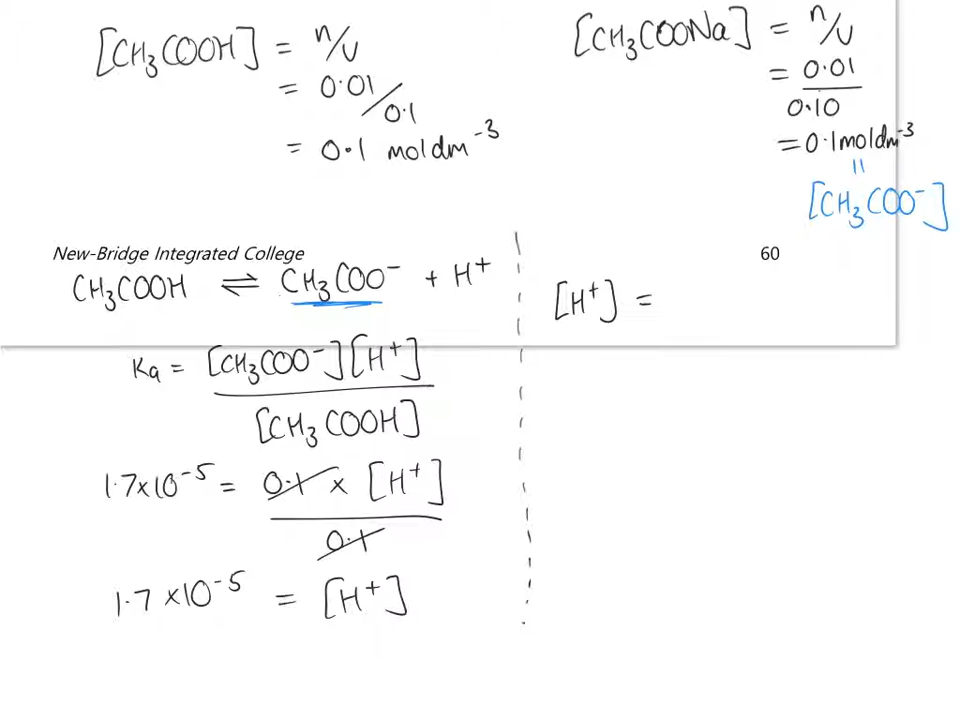 [CH₃COOH] = n/v
= 0.01/0.1
= 0.1 moldm⁻³
[CH₃COONa] = n/v
= 0.01
0.10
= 0.1moldm⁻³
=
[CH₃COO⁻]
New-Bridge Integrated College
60
CH₃COOH ⇌ CH₃COO⁻ + H⁺
Ka = [CH₃COO⁻][H⁺]
[CH₃COOH]
1.7x10⁻⁵ = 0.1 x [H⁺]
0.1
1.7 x10⁻⁵ = [H⁺]
[H⁺] =